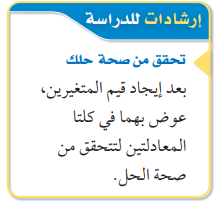 إرشادات للدراسة
تحقق من صحة حلك
بعد إيجاد قيم المتغيرين،
عوض بهما في كلتا
المعادلتين لتتحقق من
صحة الحل.